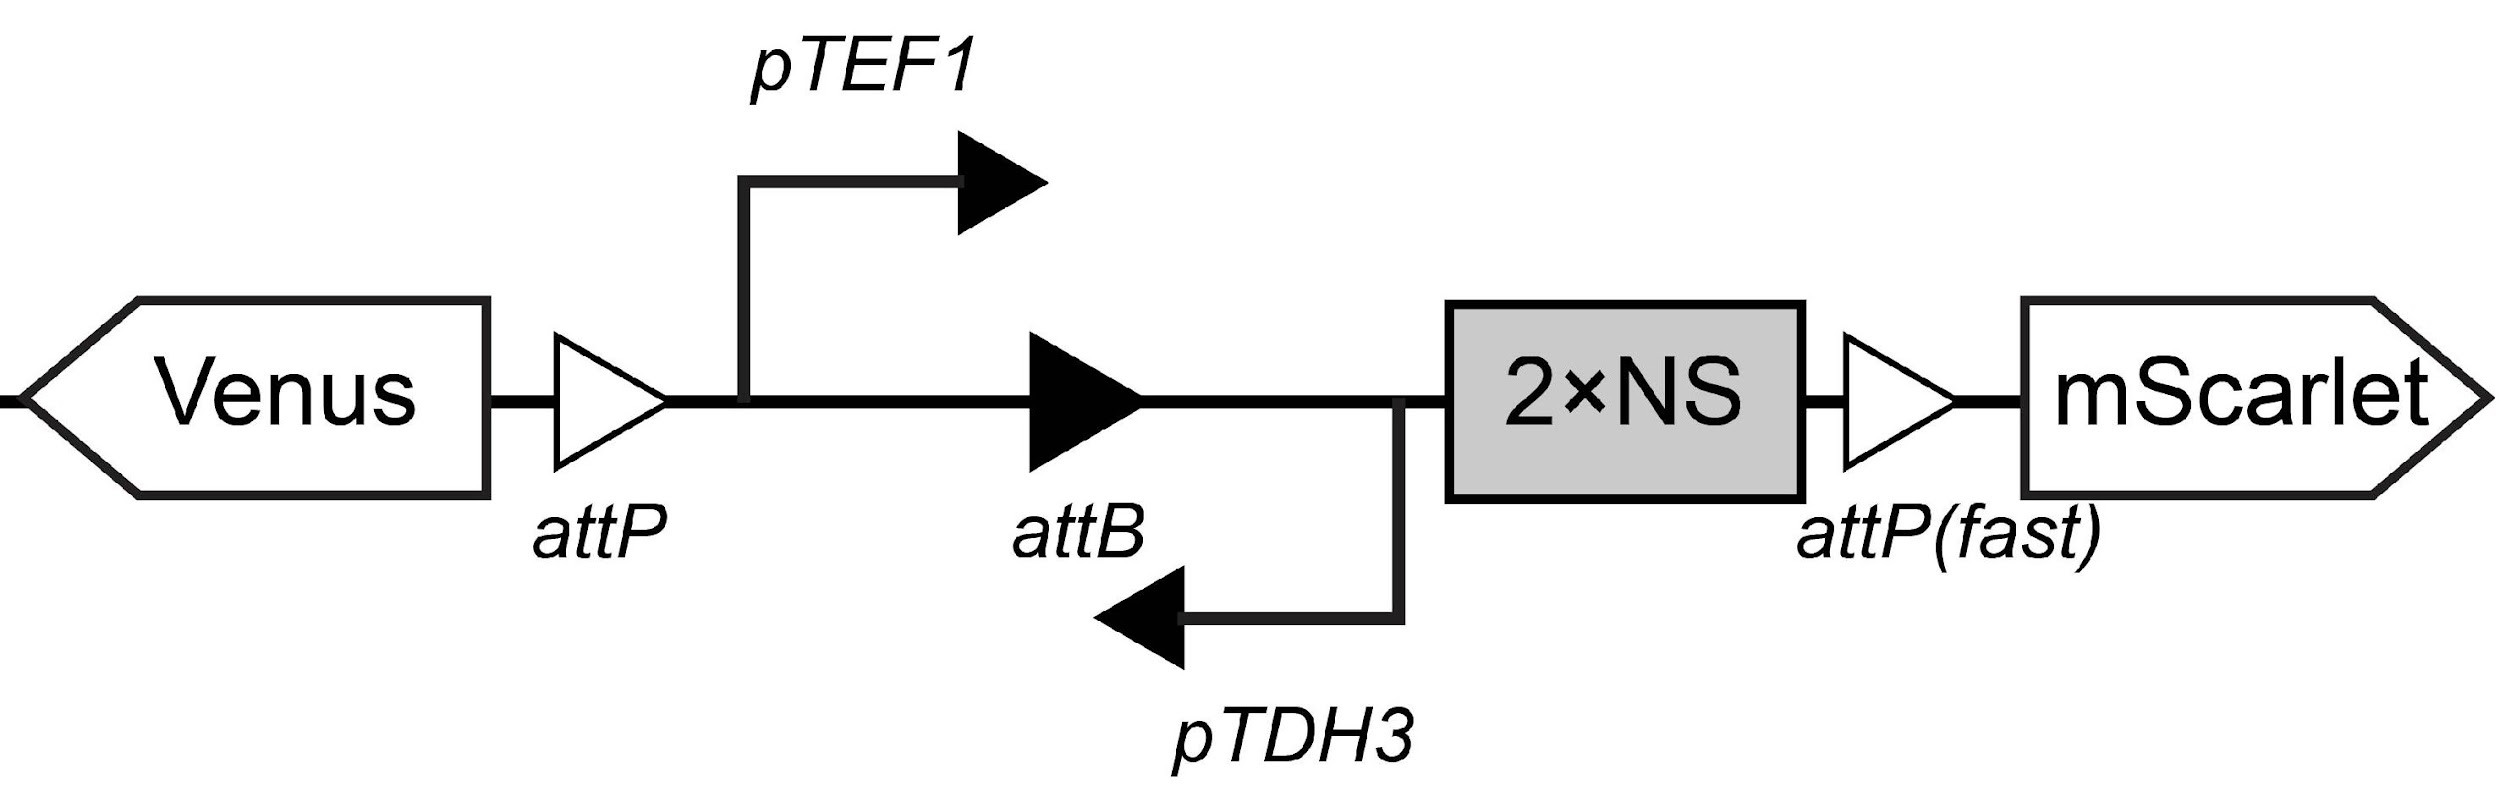 pTEF1
Venus
2×NS
mScarlet
attP
attB
attP(fast)
pTDH3